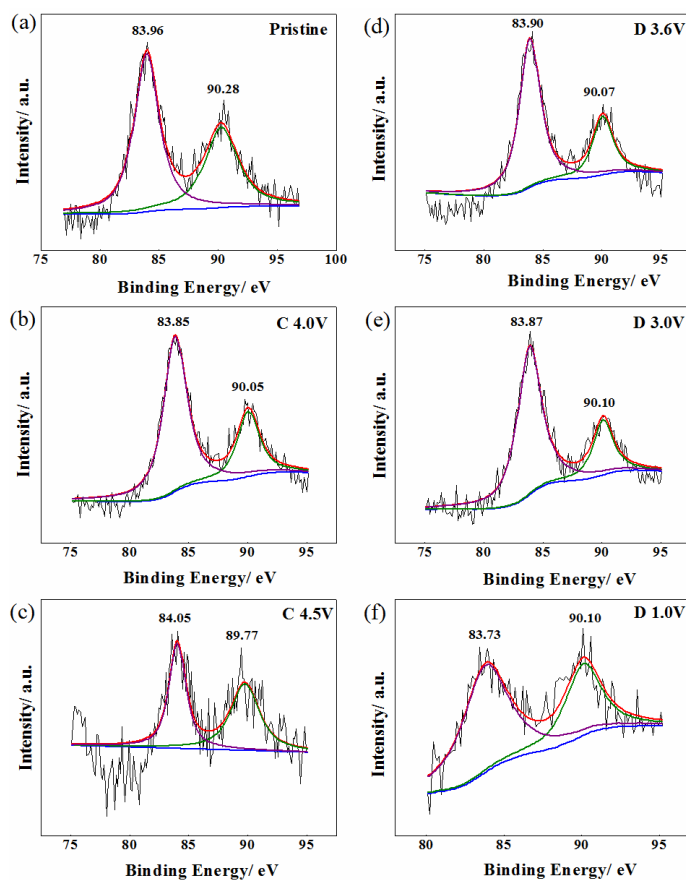 (a)
Pristine
83.96
90.28
Intensity/ a.u.
75 80 85 90 95 100
Binding Energy/ eV
(d)
D 3.6V
83.90
90.07
Intensity/ a.u.
75 80 85 90 95
Binding Energy/ eV
(b)
C 4.0V
83.85
90.05
Intensity/ a.u.
75 80 85 90 95
Binding Energy/ eV
(e)
D 3.0V
83.87
90.10
Intensity/ a.u.
75 80 85 90 95
Binding Energy/ eV
(c)
C 4.5V
84.05
89.77
Intensity/ a.u.
75 80 85 90 95
Binding Energy/ eV
(f)
D 1.0V
83.73
90.10
Intensity/ a.u.
80 85 90 95
Binding Energy/ eV